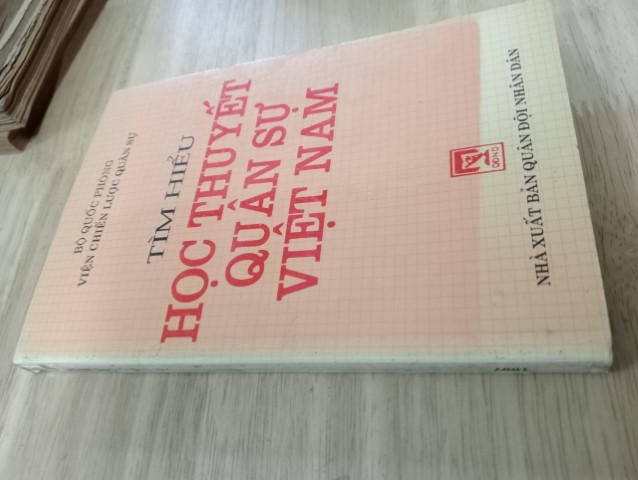 BỘ QUỐC PHÒNG
VIỆN CHIẾN LƯỢC QUÂN SỰ
TÌM HIỂU
HỌC THUYẾT
QUÂN SỰ
VIỆT NAM
QĐND
NHÀ XUẤT BẢN QUÂN ĐỘI NHÂN DÂN